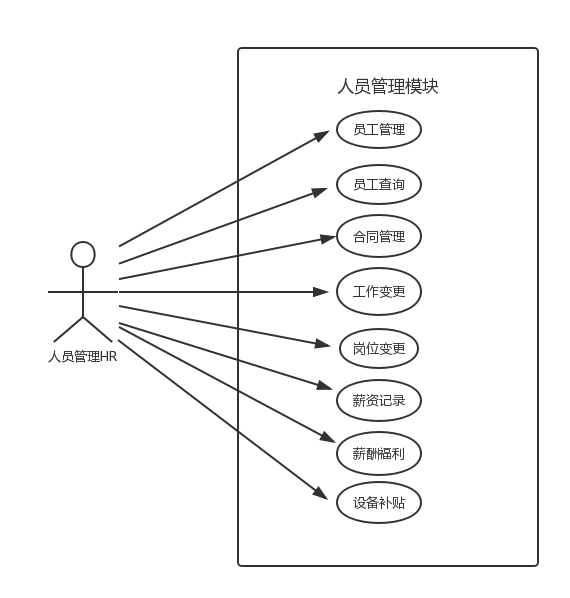 人员管理模块
员工管理
员工查询
合同管理
工作变更
岗位变更
薪资记录
薪酬福利
设备补贴
人员管理HR